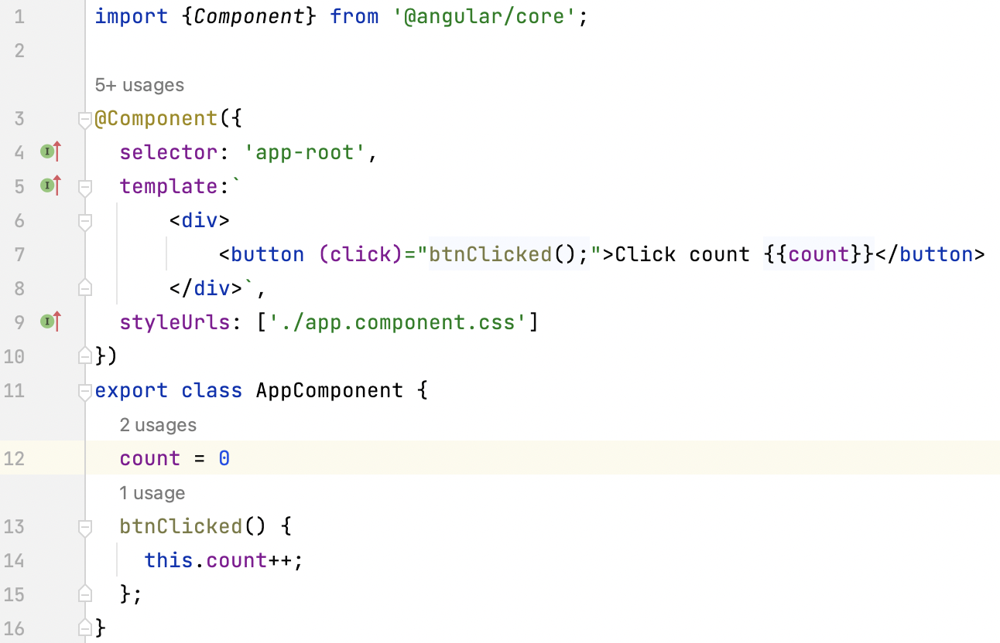 1 import {Component} from '@angular/core';
2
5+ usages
3 @Component({
4   selector: 'app-root',
5   template:`
6       <div>
7           <button (click)="btnClicked();">Click count {{count}}</button>
8       </div>`,
9   styleUrls: ['./app.component.css']
10 })
11 export class AppComponent {
2 usages
12   count = 0
1 usage
13   btnClicked() {
14     this.count++;
15   };
16 }